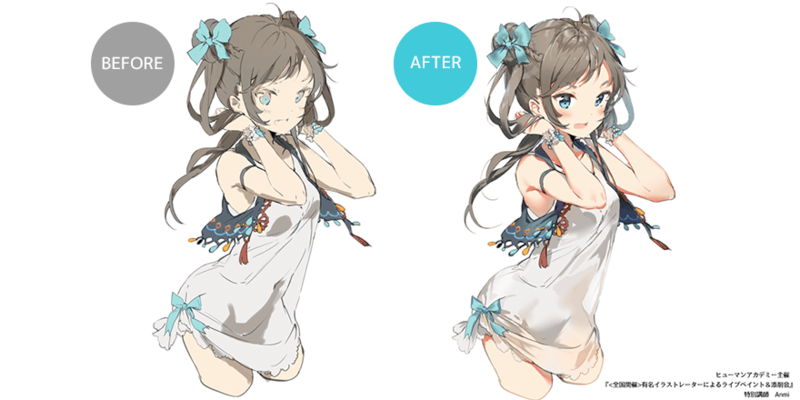 BEFORE
AFTER
ヒューマンアカデミー主催
『<全国開催>有名イラストレーターによるライブペイント&添削会』
特別講師 Anmi